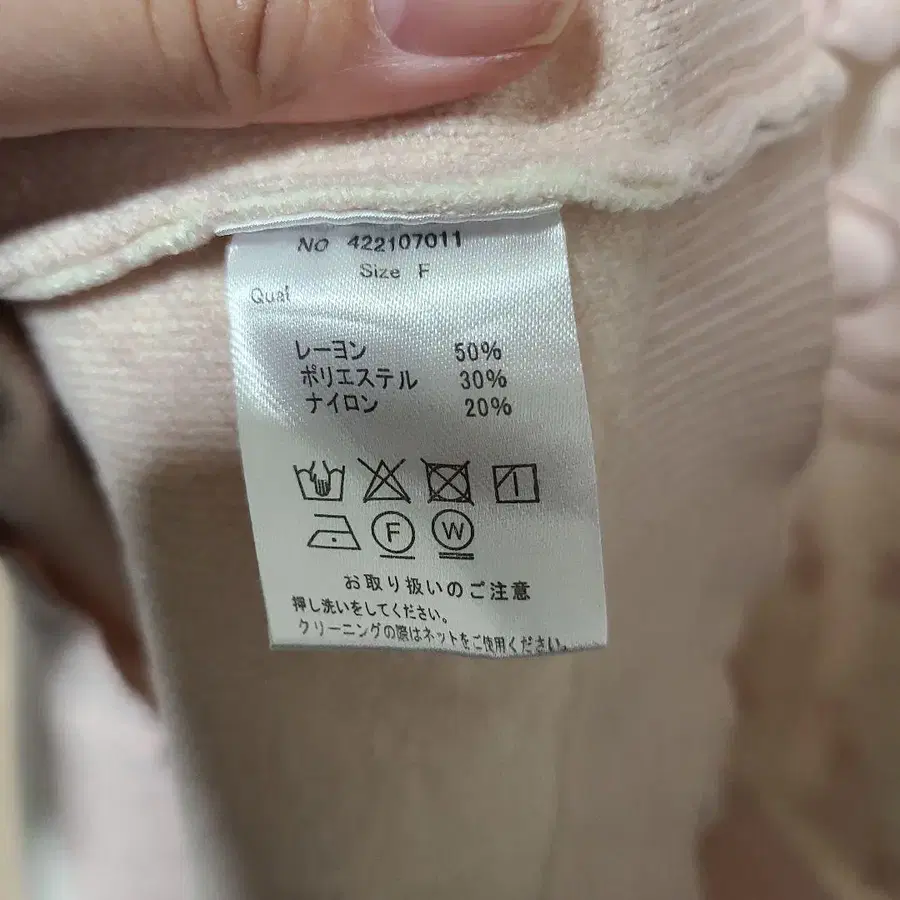 NO 422107011
Size F
Qual
レーヨン 50%
ポリエステル 30%
ナイロン 20%
F W
お取り扱いのご注意
押し洗いをしてください。
クリーニングの際はネットをご使用ください。